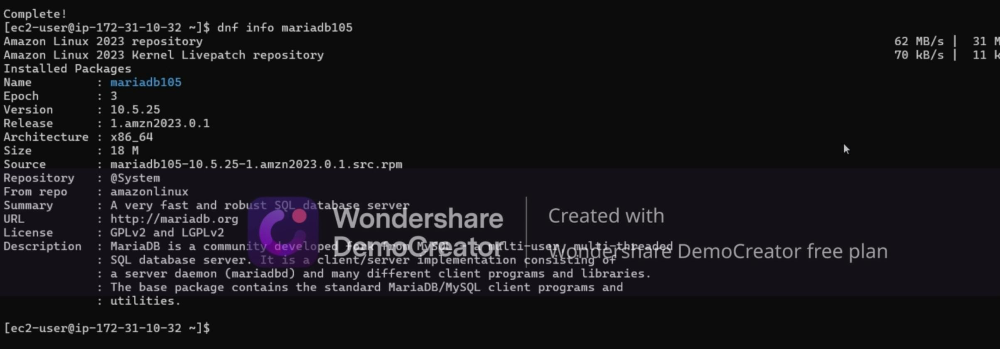 Complete!
[ec2-user@ip-172-31-10-32 ~]$ dnf info mariadb105
Amazon Linux 2023 repository 62 MB/s | 31 M
Amazon Linux 2023 Kernel Livepatch repository 70 kB/s | 11 k
Installed Packages
Name : mariadb105
Epoch : 3
Version : 10.5.25
Release : 1.amzn2023.0.1
Architecture : x86_64
Size : 18 M
Source : mariadb105-10.5.25-1.amzn2023.0.1.src.rpm
Repository : @System
From repo : amazonlinux
Summary : A very fast and robust SQL database server
URL : http://mariadb.org
License : GPLv2 and LGPLv2
Description : MariaDB is a community developed fork from MySQL - a multi-user, multi-threaded
: SQL database server. It is a client/server implementation consisting of
: a server daemon (mariadbd) and many different client programs and libraries.
: The base package contains the standard MariaDB/MySQL client programs and
: utilities.
[ec2-user@ip-172-31-10-32 ~]$
Wondershare
DemoCreator
Created with
Wondershare DemoCreator free plan